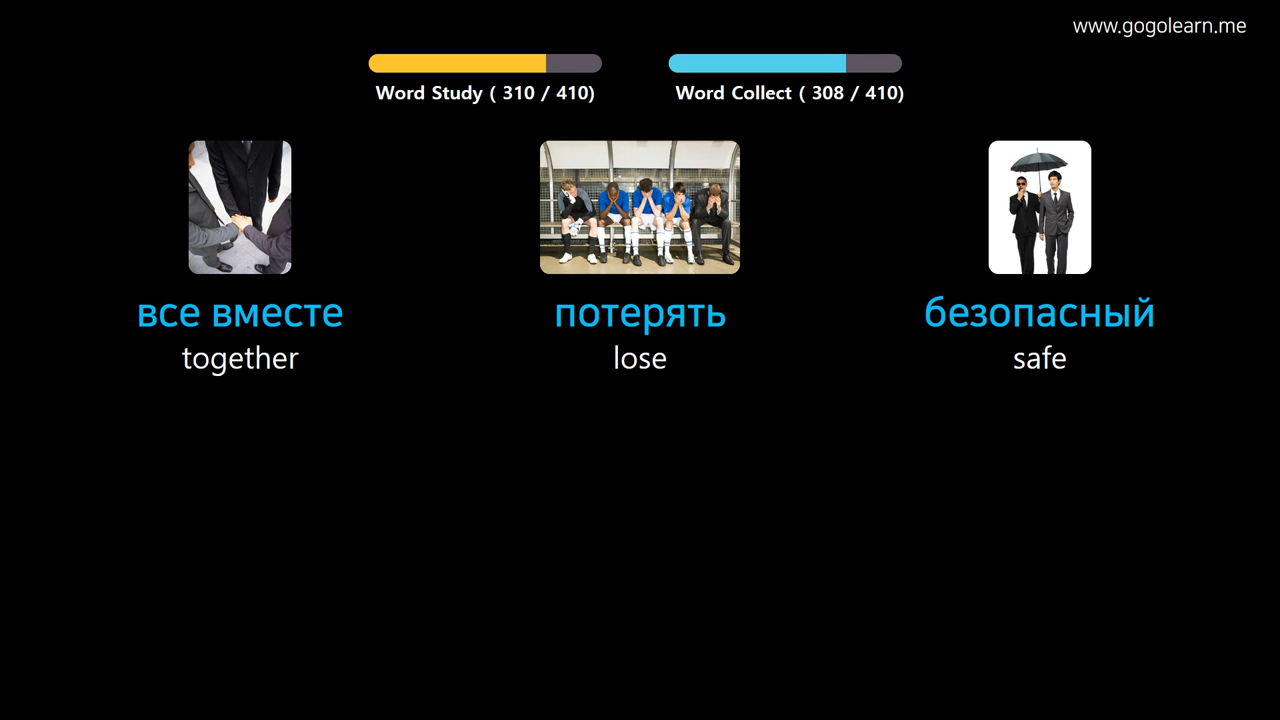 www.gogolearn.me
Word Study ( 310 / 410)
Word Collect ( 308 / 410)
все вместе
потерять
безопасный
together
lose
safe